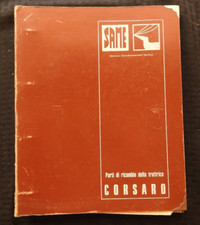 SAME
Parti di ricambio della trattrice
CORSARO